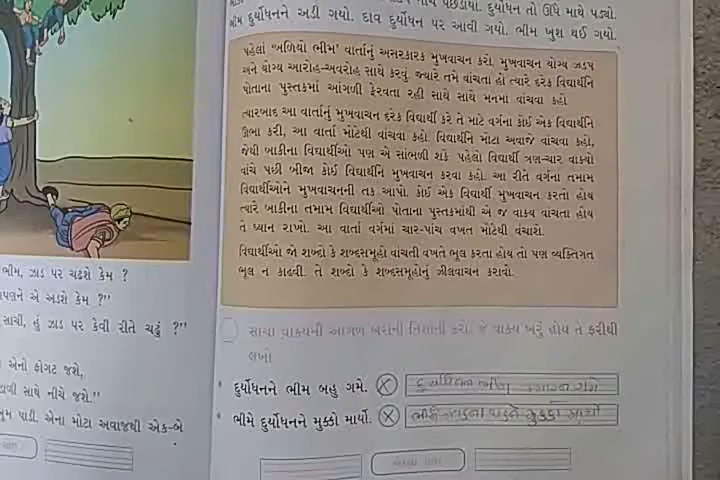 ભીમ, ઝાડ પર ચઢશે કેમ ?
એ અડશે કેમ ?"
હું ઝાડ પર કેવી રીતે ચઢું ?"
એનો ફોગટ જશે,
સાથે નીચે જશે."
પાડી. એના મોટા અવાજથી એક-બે
પછડાયો. દુર્યોધન તો ઊંધે માથે પડ્યો.
ભીમ દુર્યોધનને અડી ગયો. દાવ દુર્યોધન પર આવી ગયો. ભીમ ખુશ થઈ ગયો.
પહેલાં 'બળિયો ભીમ' વાર્તાનું અસરકારક મુખવાચન કરો. મુખવાચન યોગ્ય ઝડપ
અને યોગ્ય આરોહ-અવરોહ સાથે કરવું. જ્યારે તમે વાંચતા હો ત્યારે દરેક વિદ્યાર્થીને
પોતાના પુસ્તકમાં આંગળી ફેરવતા રહી સાથે સાથે મનમાં વાંચવા કહો.
ત્યારબાદ આ વાર્તાનું મુખવાચન દરેક વિદ્યાર્થી કરે તે માટે વર્ગના કોઈ એક વિદ્યાર્થીને
ઊભા કરી, આ વાર્તા મોટેથી વાંચવા કહો. વિદ્યાર્થીને મોટા અવાજે વાંચવા કહો,
જેથી બાકીના વિદ્યાર્થીઓ પણ એ સાંભળી શકે. પહેલો વિદ્યાર્થી ત્રણ-ચાર વાક્યો
વાંચે પછી બીજા કોઈ વિદ્યાર્થીને મુખવાચન કરવા કહો. આ રીતે વર્ગના તમામ
વિદ્યાર્થીઓને મુખવાચનની તક આપો. કોઈ એક વિદ્યાર્થી મુખવાચન કરતો હોય
ત્યારે બાકીના તમામ વિદ્યાર્થીઓ પોતાના પુસ્તકમાંથી એ જ વાક્ય વાંચતા હોય
તે ધ્યાન રાખો. આ વાર્તા વર્ગમાં ચાર-પાંચ વખત મોટેથી વંચાશે.
વિદ્યાર્થીઓ જો શબ્દો કે શબ્દસમૂહો વાંચતી વખતે ભૂલ કરતા હોય તો પણ વ્યક્તિગત
ભૂલ ન કાઢવી. તે શબ્દો કે શબ્દસમૂહોનું ઝીલવાચન કરાવો.
સાચા વાક્યની આગળ ખરાની નિશાની કરો. જે વાક્ય ખોટું હોય તે ફરીથી
લખો
• દુર્યોધનને ભીમ બહુ ગમે.
• ભીમે દુર્યોધનને મુક્કો માર્યો.